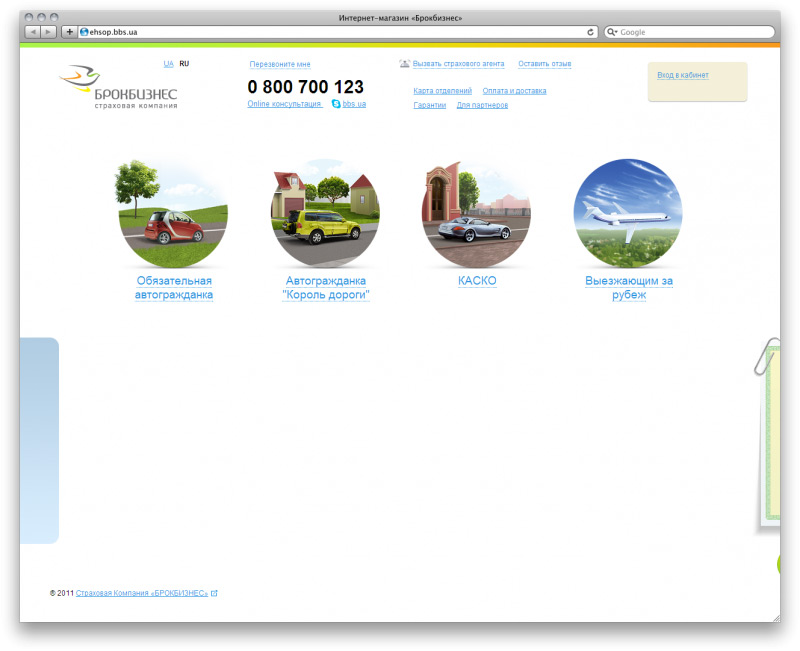 Интернет-магазин «Брокбизнес»
ehsop.bbs.ua
Google
UA RU
Перезвоните мне
Вызвать страхового агента
Оставить отзыв
Вход в кабинет
БРОКБИЗНЕС
страховая компания
0 800 700 123
Online консультация
bbs.ua
Карта отделений
Оплата и доставка
Гарантии
Для партнеров
Обязательная
автогражданка
Автогражданка
"Король дороги"
КАСКО
Выезжающим за
рубеж
© 2011 Страховая Компания «БРОКБИЗНЕС»